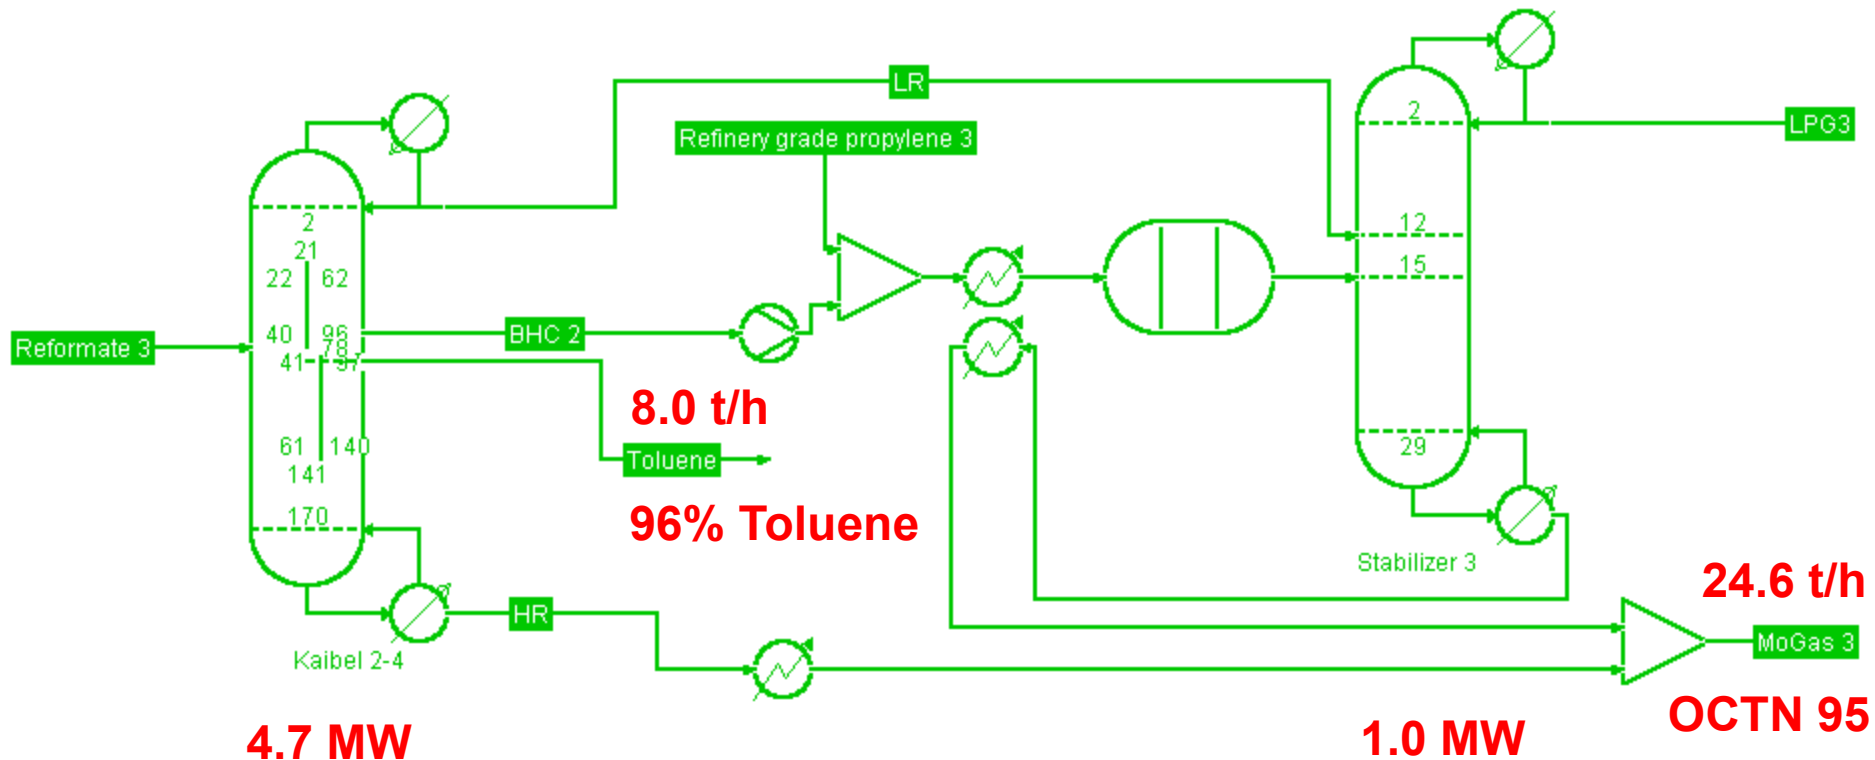 LR
2
Refinery grade propylene 3
LPG3
2
21
22 62
12
15
40 96
78
41 97
Reformate 3
BHC 2
8.0 t/h
61 140
141
Toluene
29
170
96% Toluene
Stabilizer 3
24.6 t/h
HR
MoGas 3
Kaibel 2-4
OCTN 95
4.7 MW
1.0 MW